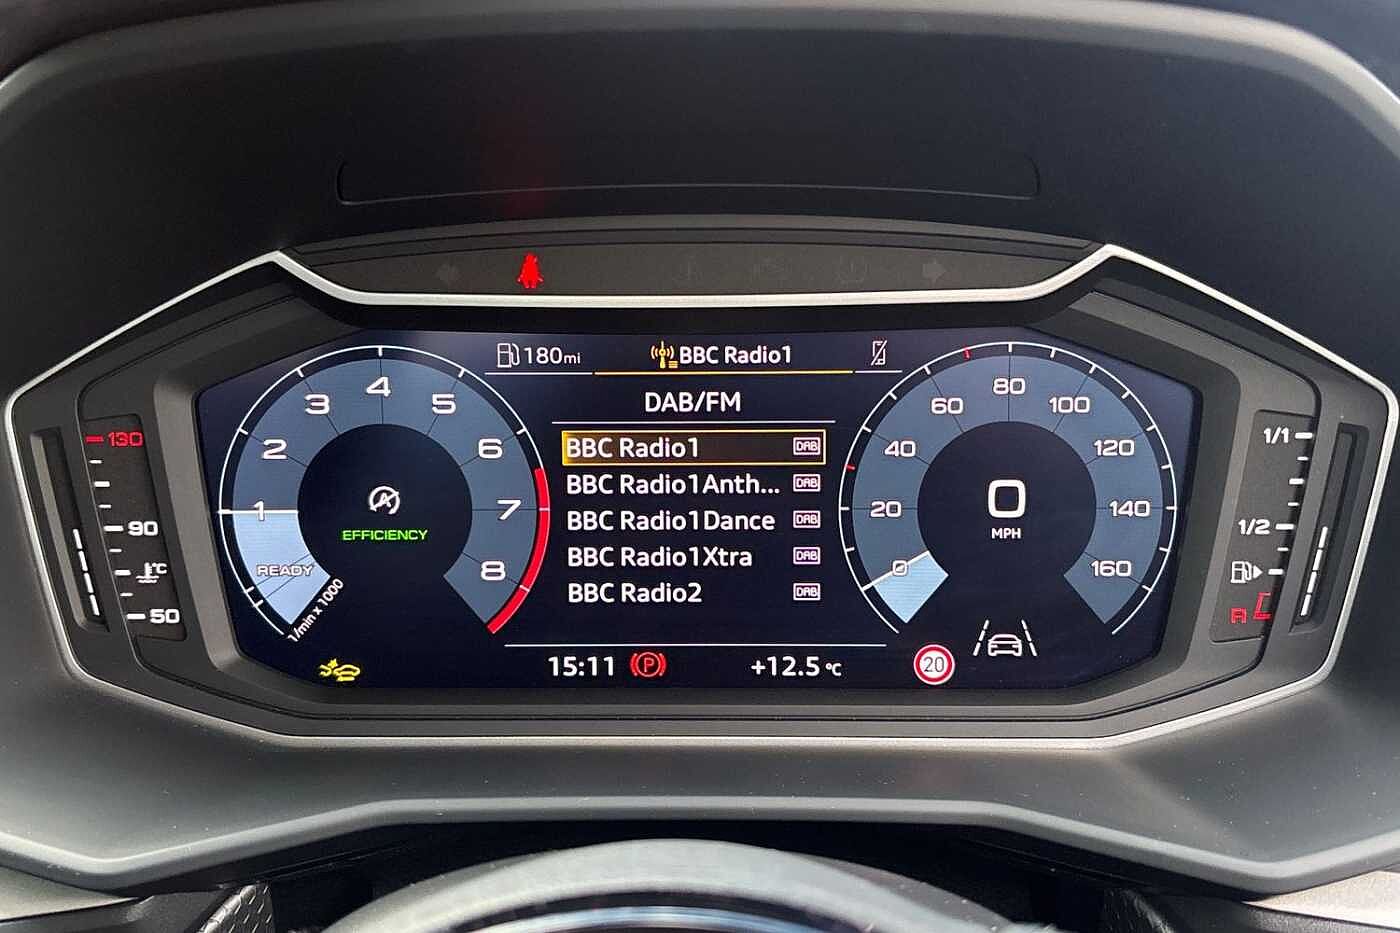 180mi
BBC Radio1
DAB/FM
BBC Radio1 DAB
BBC Radio1Anth... DAB
BBC Radio1Dance DAB
BBC Radio1Xtra DAB
BBC Radio2 DAB
1 2 3 4 5 6 7 8
READY
1/min x 1000
A
EFFICIENCY
0 20 40 60 80 100 120 140 160
0
MPH
130
90
°C
50
1/1
1/2
R
15:11
P
+12.5 °C
20